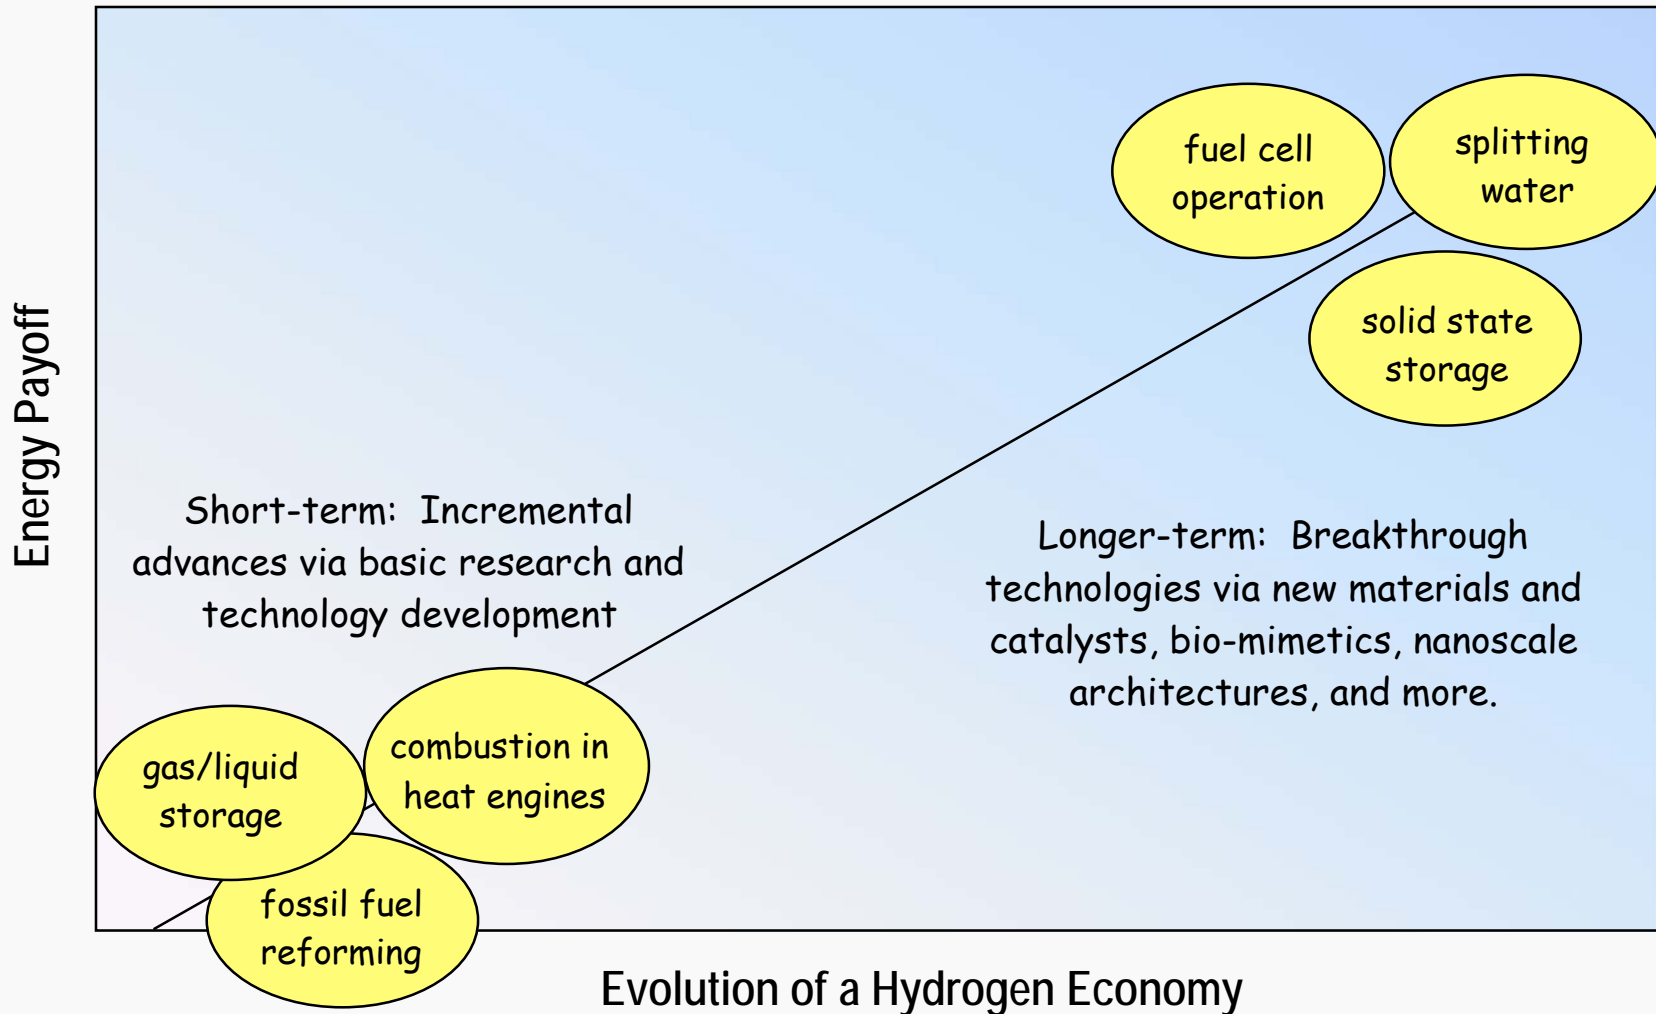 Energy Payoff
fuel cell
operation
splitting
water
solid state
storage
Short-term: Incremental
advances via basic research and
technology development
Longer-term: Breakthrough
technologies via new materials and
catalysts, bio-mimetics, nanoscale
architectures, and more.
gas/liquid
storage
combustion in
heat engines
fossil fuel
reforming
Evolution of a Hydrogen Economy